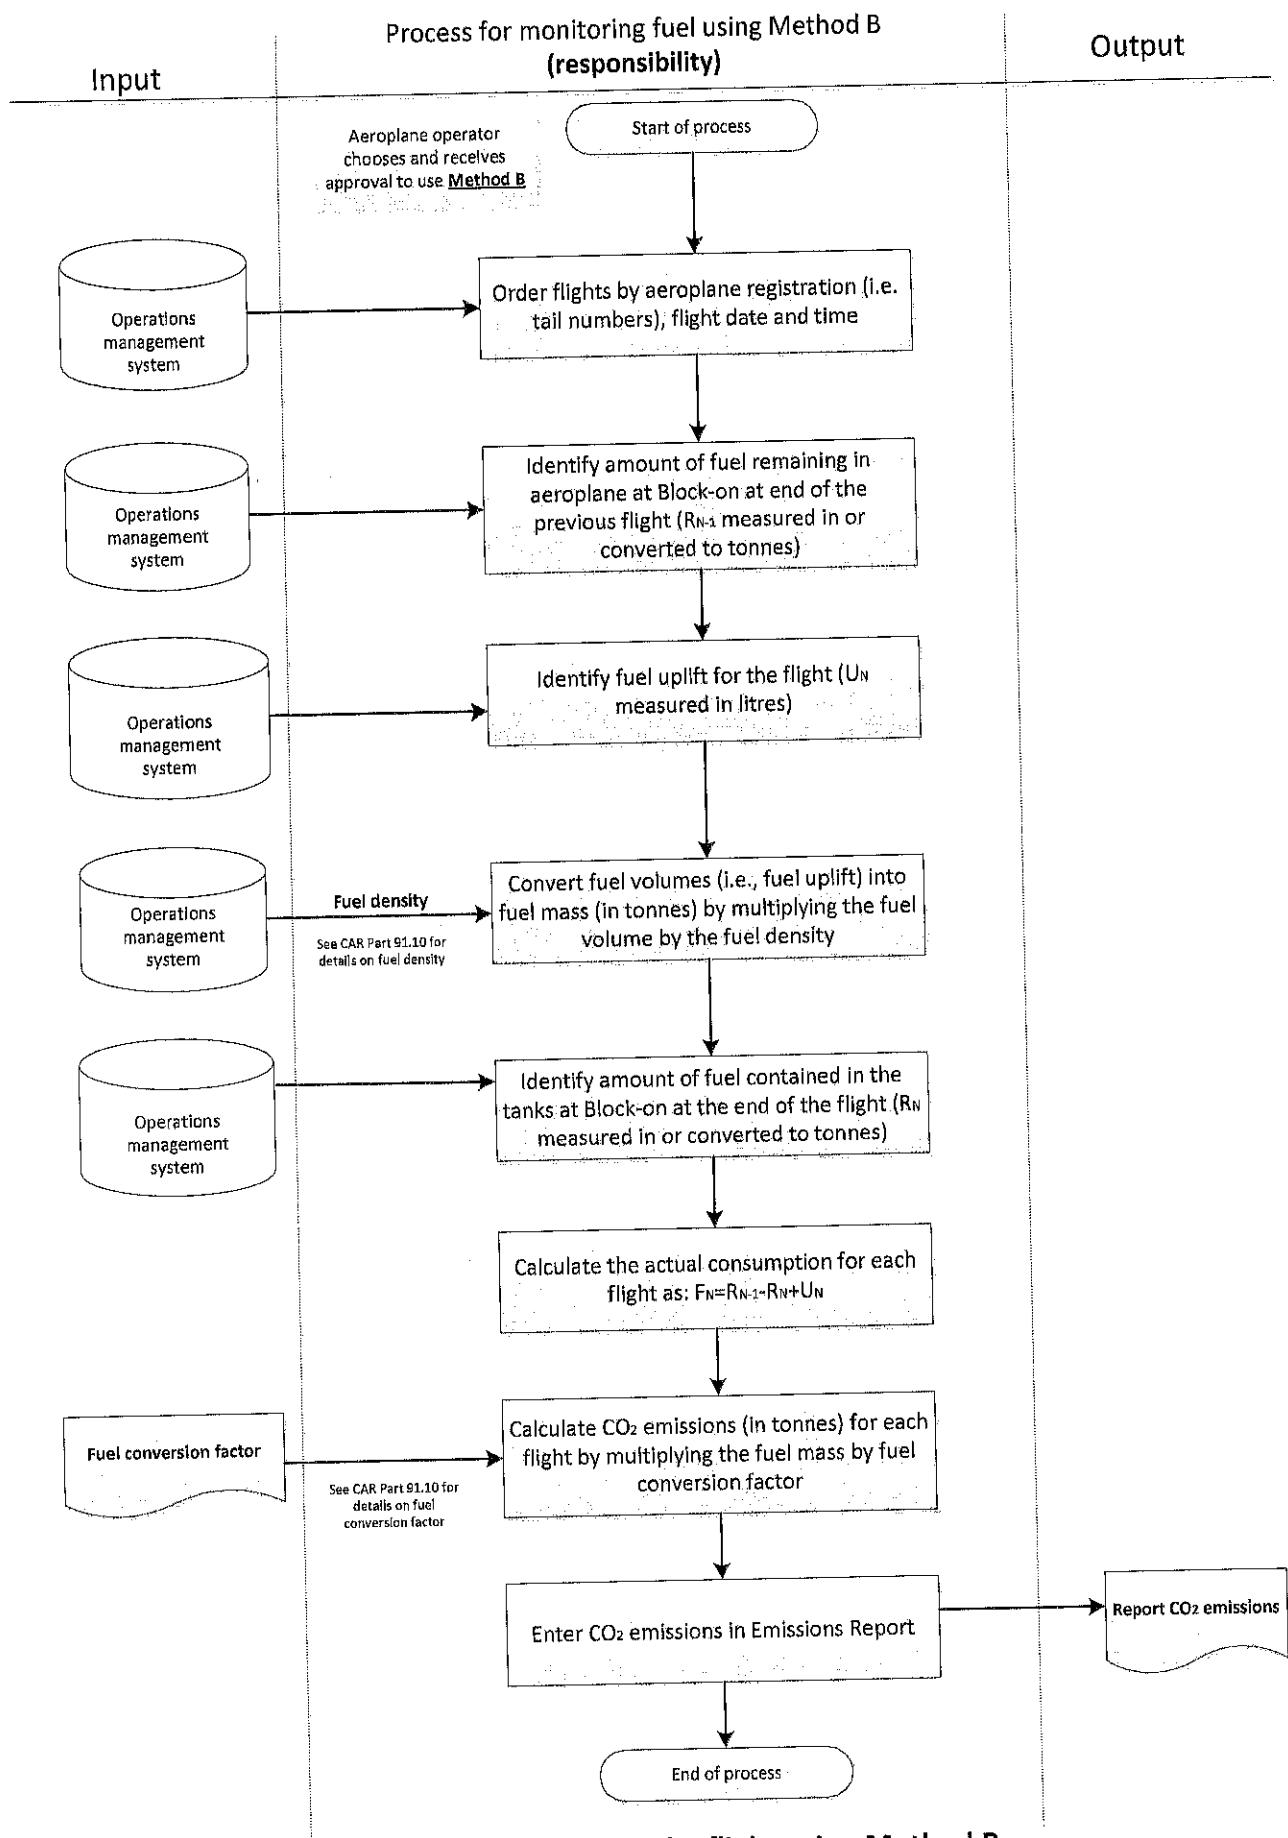 Process for monitoring fuel using Method B
(responsibility)
Input
Output
Start of process
Aeroplane operator
chooses and receives
approval to use Method B
Operations
management
system
Order flights by aeroplane registration (i.e.
tail numbers), flight date and time
Operations
management
system
Identify amount of fuel remaining in
aeroplane at Block-on at end of the
previous flight (RN-1 measured in or
converted to tonnes)
Operations
management
system
Identify fuel uplift for the flight (UN
measured in litres)
Operations
management
system
Fuel density
See CAR Part 91.10 for
details on fuel density
Convert fuel volumes (i.e., fuel uplift) into
fuel mass (in tonnes) by multiplying the fuel
volume by the fuel density
Operations
management
system
Identify amount of fuel contained in the
tanks at Block-on at the end of the flight (RN
measured in or converted to tonnes)
Calculate the actual consumption for each
flight as: FN=RN-1-RN+UN
Fuel conversion factor
See CAR Part 91.10 for
details on fuel
conversion factor
Calculate CO2 emissions (in tonnes) for each
flight by multiplying the fuel mass by fuel
conversion factor
Enter CO2 emissions in Emissions Report
Report CO2 emissions
End of process
Method B